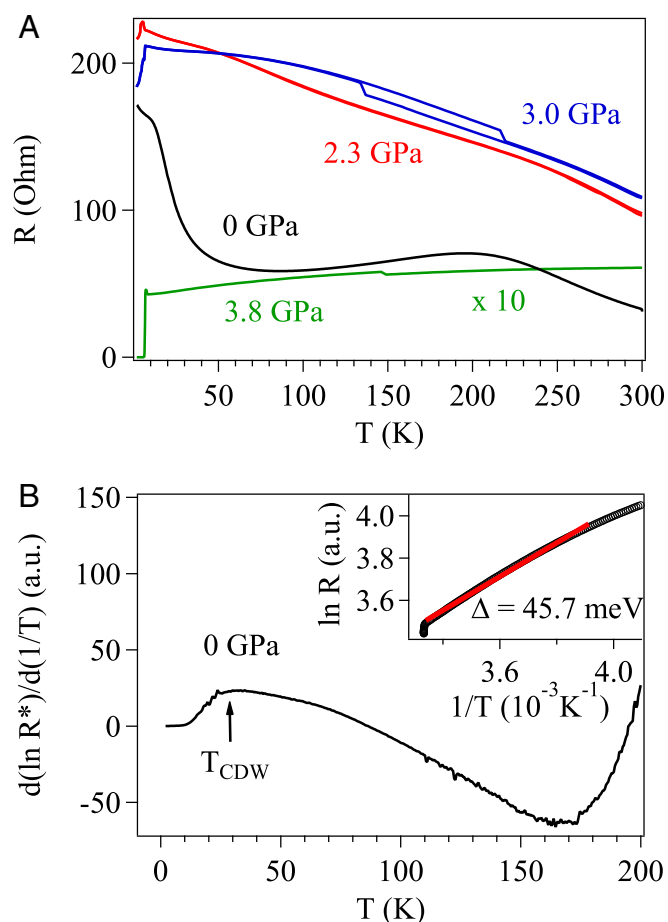 A
200
100
0
R (Ohm)
3.0 GPa
2.3 GPa
0 GPa
3.8 GPa
x 10
50
100
150
200
250
300
T (K)
B
150
100
50
0
-50
d(ln R*)/d(1/T) (a.u.)
0 GPa
T_CDW
4.0
3.8
3.6
ln R (a.u.)
Δ = 45.7 meV
3.6
4.0
1/T (10^-3 K^-1)
0
50
100
150
200
T (K)